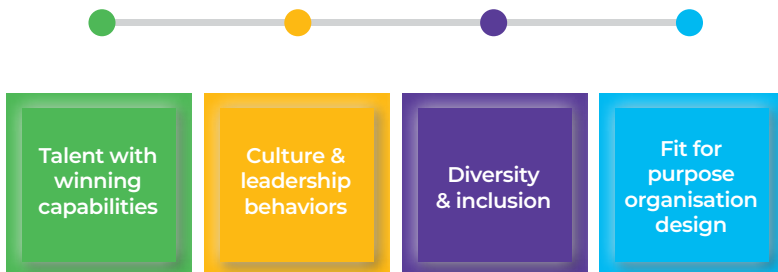 Talent with
winning
capabilities
Culture &
leadership
behaviors
Diversity
& inclusion
Fit for
purpose
organisation
design